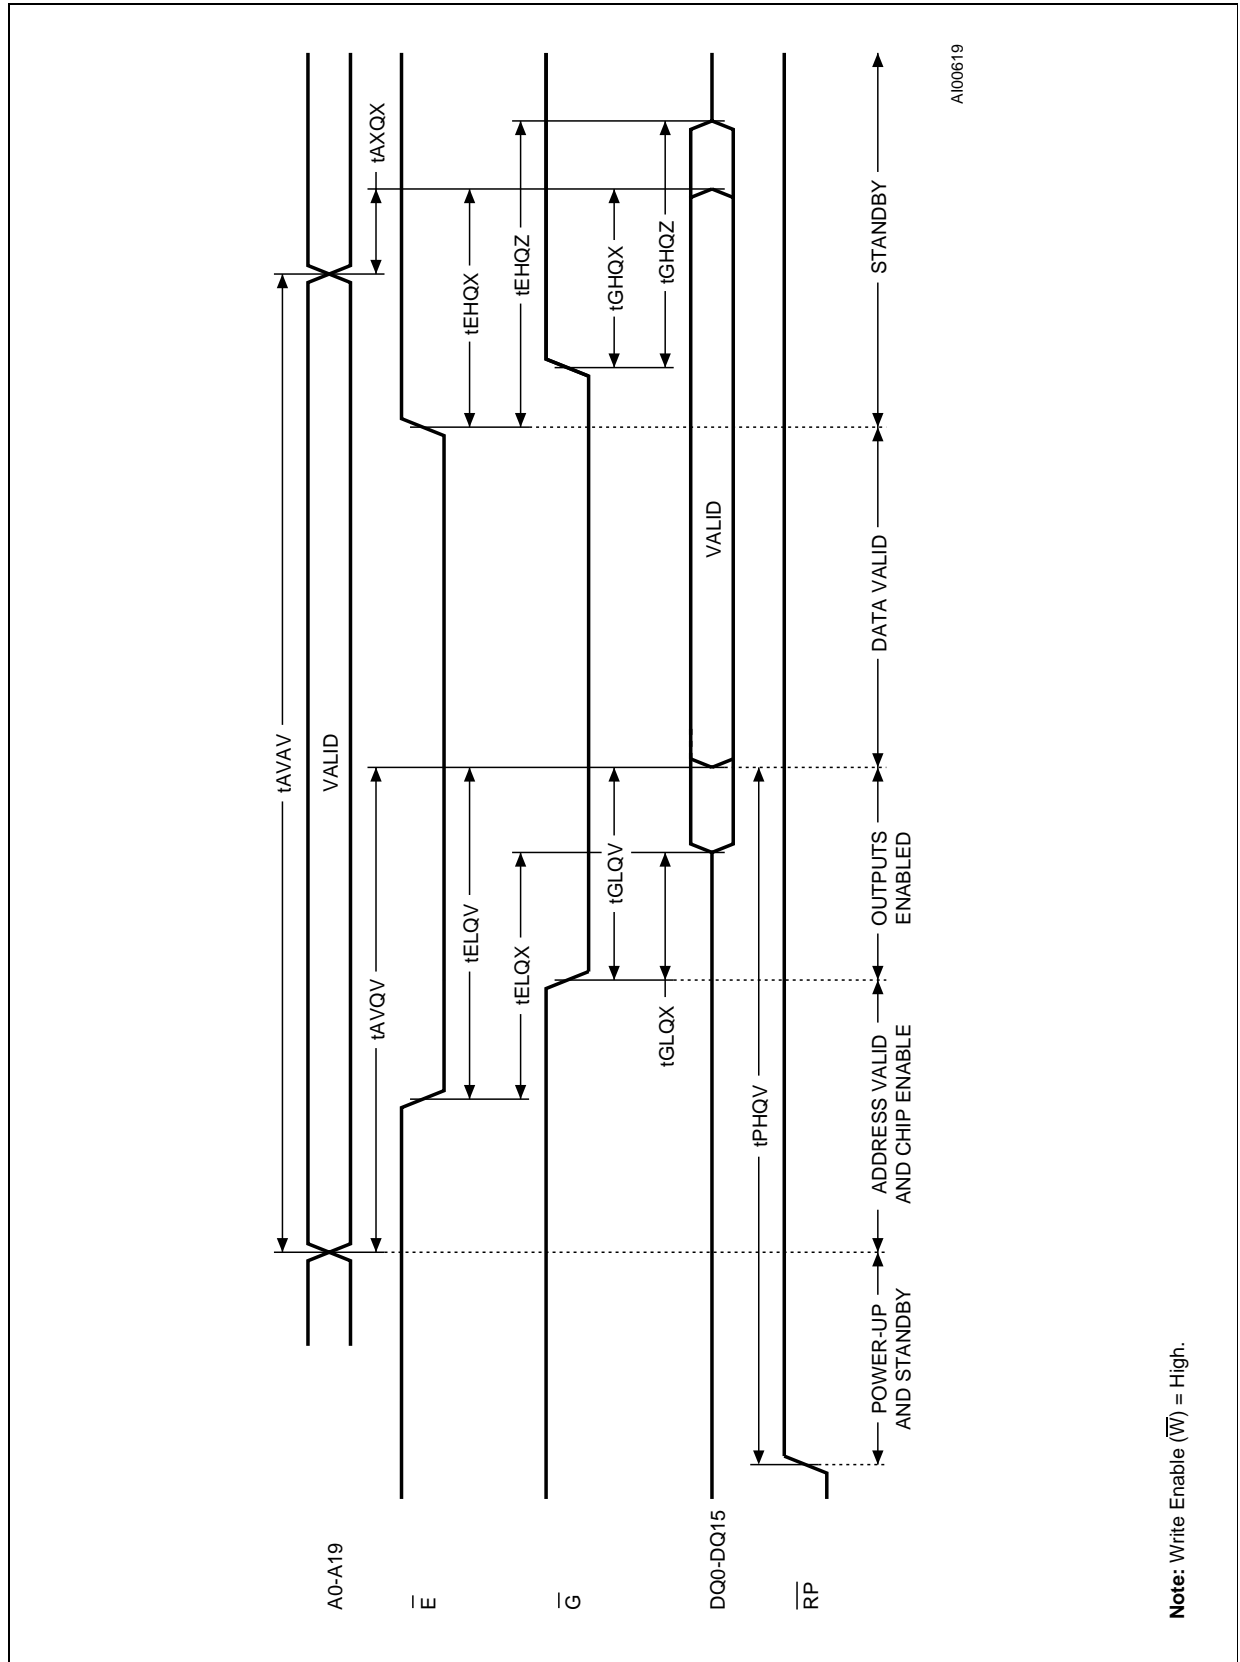 A0-A19
E
G
DQ0-DQ15
RP
tAVAV
VALID
tAVQV
tAXQX
tELQV
tEHQX
tELQX
tEHQZ
tGLQV
tGHQX
tGLQX
tGHQZ
VALID
tPHQV
POWER-UP
AND STANDBY
ADDRESS VALID
AND CHIP ENABLE
OUTPUTS
ENABLED
DATA VALID
STANDBY
AI00619
Note: Write Enable (W̅) = High.